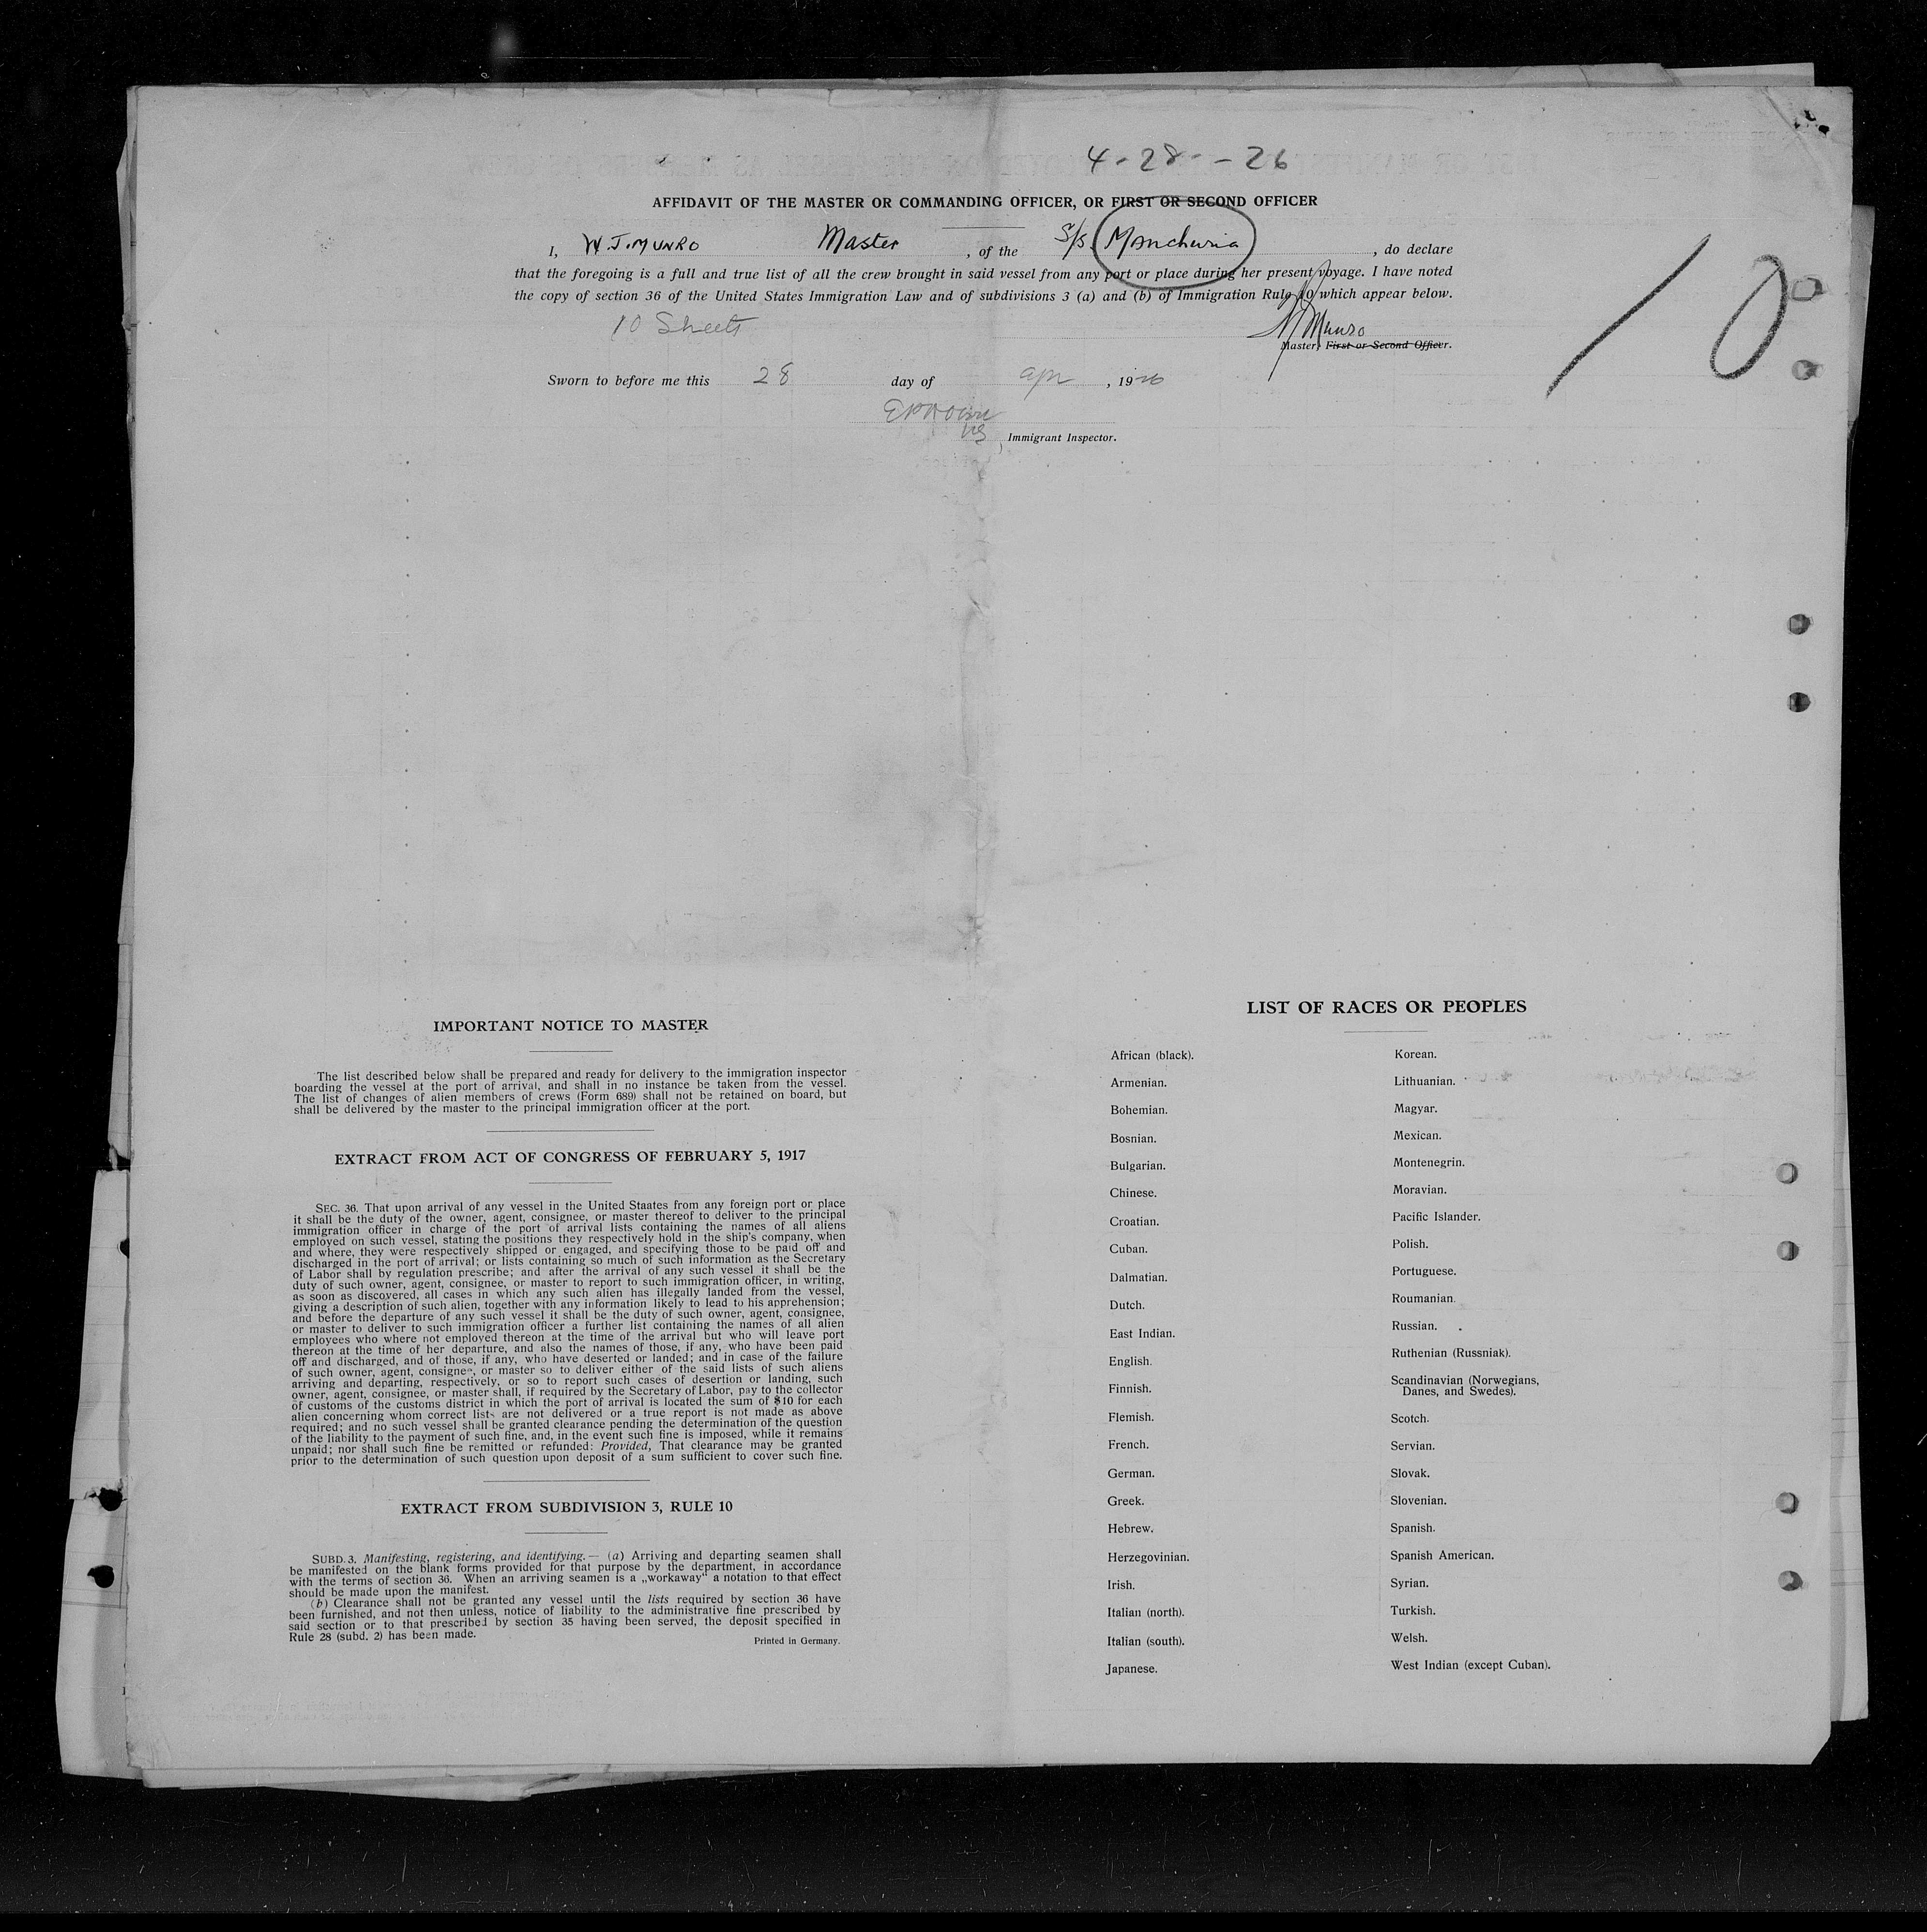 4 - 28 - - 26
AFFIDAVIT OF THE MASTER OR COMMANDING OFFICER, OR FIRST OR SECOND OFFICER
I, W. J. MUNRO Master, of the S/S. Manchuria, do declare
that the foregoing is a full and true list of all the crew brought in said vessel from any port or place during her present voyage. I have noted
the copy of section 36 of the United States Immigration Law and of subdivisions 3 (a) and (b) of Immigration Rule 10 which appear below.
10
10 Sheets
Munro
Master, First or Second Officer.
Sworn to before me this 28 day of apr, 1926
Immigrant Inspector.
IMPORTANT NOTICE TO MASTER
The list described below shall be prepared and ready for delivery to the immigration inspector
boarding the vessel at the port of arrival, and shall in no instance be taken from the vessel.
The list of changes of alien members of crews (Form 689) shall not be retained on board, but
shall be delivered by the master to the principal immigration officer at the port.
EXTRACT FROM ACT OF CONGRESS OF FEBRUARY 5, 1917
SEC. 36. That upon arrival of any vessel in the United Staates from any foreign port or place
it shall be the duty of the owner, agent, consignee, or master thereof to deliver to the principal
immigration officer in charge of the port of arrival lists containing the names of all aliens
employed on such vessel, stating the positions they respectively hold in the ship's company, when
and where, they were respectively shipped or engaged, and specifying those to be paid off and
discharged in the port of arrival; or lists containing so much of such information as the Secretary
of Labor shall by regulation prescribe; and after the arrival of any such vessel it shall be the
duty of such owner, agent, consignee, or master to report to such immigration officer, in writing,
as soon as discovered, all cases in which any such alien has illegally landed from the vessel,
giving a description of such alien, together with any information likely to lead to his apprehension;
and before the departure of any such vessel it shall be the duty of such owner, agent, consignee,
or master to deliver to such immigration officer a further list containing the names of all alien
employees who where not employed thereon at the time of the arrival but who will leave port
thereon at the time of her departure, and also the names of those, if any, who have been paid
off and discharged, and of those, if any, who have deserted or landed; and in case of the failure
of such owner, agent, consignee, or master so to deliver either of the said lists of such aliens
arriving and departing, respectively, or so to report such cases of desertion or landing, such
owner, agent, consignee, or master shall, if required by the Secretary of Labor, pay to the collector
of customs of the customs district in which the port of arrival is located the sum of $10 for each
alien concerning whom correct lists are not delivered or a true report is not made as above
required; and no such vessel shall be granted clearance pending the determination of the question
of the liability to the payment of such fine, and, in the event such fine is imposed, while it remains
unpaid; nor shall such fine be remitted or refunded: Provided, That clearance may be granted
prior to the determination of such question upon deposit of a sum sufficient to cover such fine.
EXTRACT FROM SUBDIVISION 3, RULE 10
SUBD. 3. Manifesting, registering, and identifying. — (a) Arriving and departing seamen shall
be manifested on the blank forms provided for that purpose by the department, in accordance
with the terms of section 36. When an arriving seamen is a „workaway“ a notation to that effect
should be made upon the manifest.
(b) Clearance shall not be granted any vessel until the lists required by section 36 have
been furnished, and not then unless, notice of liability to the administrative fine prescribed by
said section or to that prescribed by section 35 having been served, the deposit specified in
Rule 28 (subd. 2) has been made.
Printed in Germany.
LIST OF RACES OR PEOPLES
African (black).
Armenian.
Bohemian.
Bosnian.
Bulgarian.
Chinese.
Croatian.
Cuban.
Dalmatian.
Dutch.
East Indian.
English.
Finnish.
Flemish.
French.
German.
Greek.
Hebrew.
Herzegovinian.
Irish.
Italian (north).
Italian (south).
Japanese.
Korean.
Lithuanian.
Magyar.
Mexican.
Montenegrin.
Moravian.
Pacific Islander.
Polish.
Portuguese.
Roumanian.
Russian.
Ruthenian (Russniak).
Scandinavian (Norwegians,
Danes, and Swedes).
Scotch.
Servian.
Slovak.
Slovenian.
Spanish.
Spanish American.
Syrian.
Turkish.
Welsh.
West Indian (except Cuban).